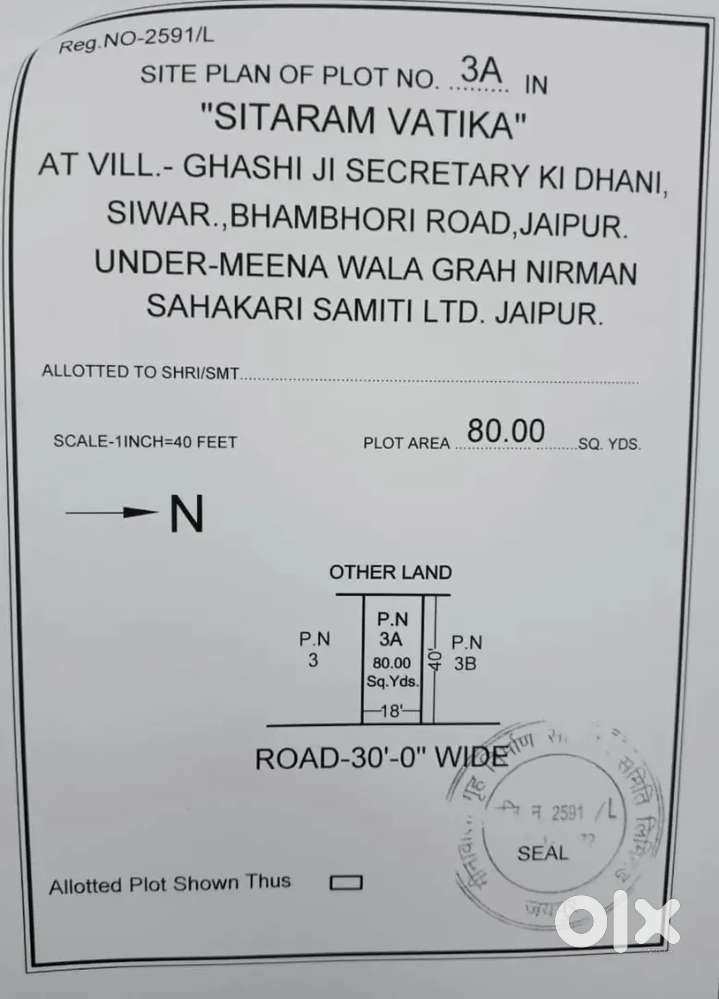 Reg.NO-2591/L
SITE PLAN OF PLOT NO. 3A IN
"SITARAM VATIKA"
AT VILL.- GHASHI JI SECRETARY KI DHANI,
SIWAR.,BHAMBHORI ROAD,JAIPUR.
UNDER-MEENA WALA GRAH NIRMAN
SAHAKARI SAMITI LTD. JAIPUR.
ALLOTTED TO SHRI/SMT
SCALE-1INCH=40 FEET
PLOT AREA 80.00 SQ. YDS.
N
OTHER LAND
P.N
3
P.N
3A
80.00
Sq.Yds.
18'
40'
P.N
3B
ROAD-30'-0" WIDE
गृह निर्माण
समिति
न 2591 /L
SEAL
Allotted Plot Shown Thus
olx